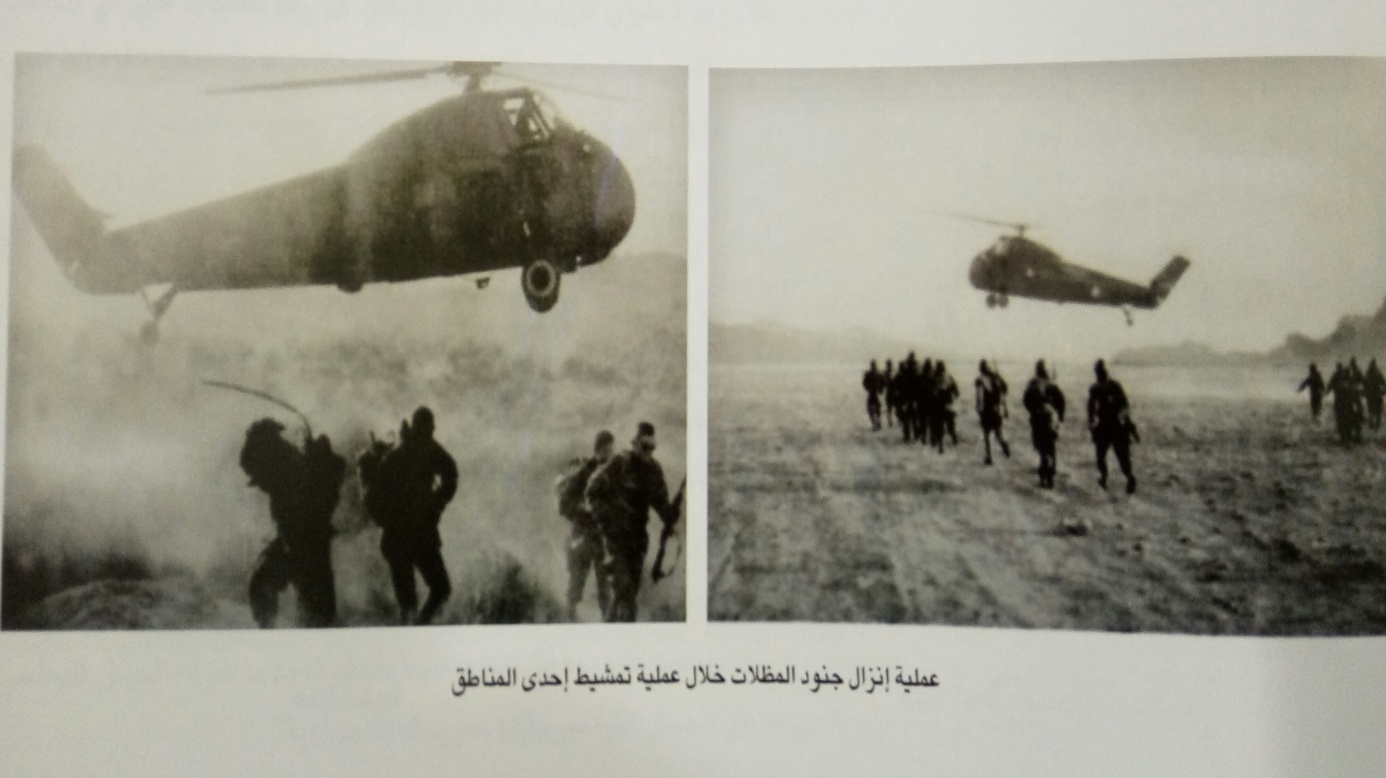 عملية إنزال جنود المظلات خلال عملية تمشيط إحدى المناطق